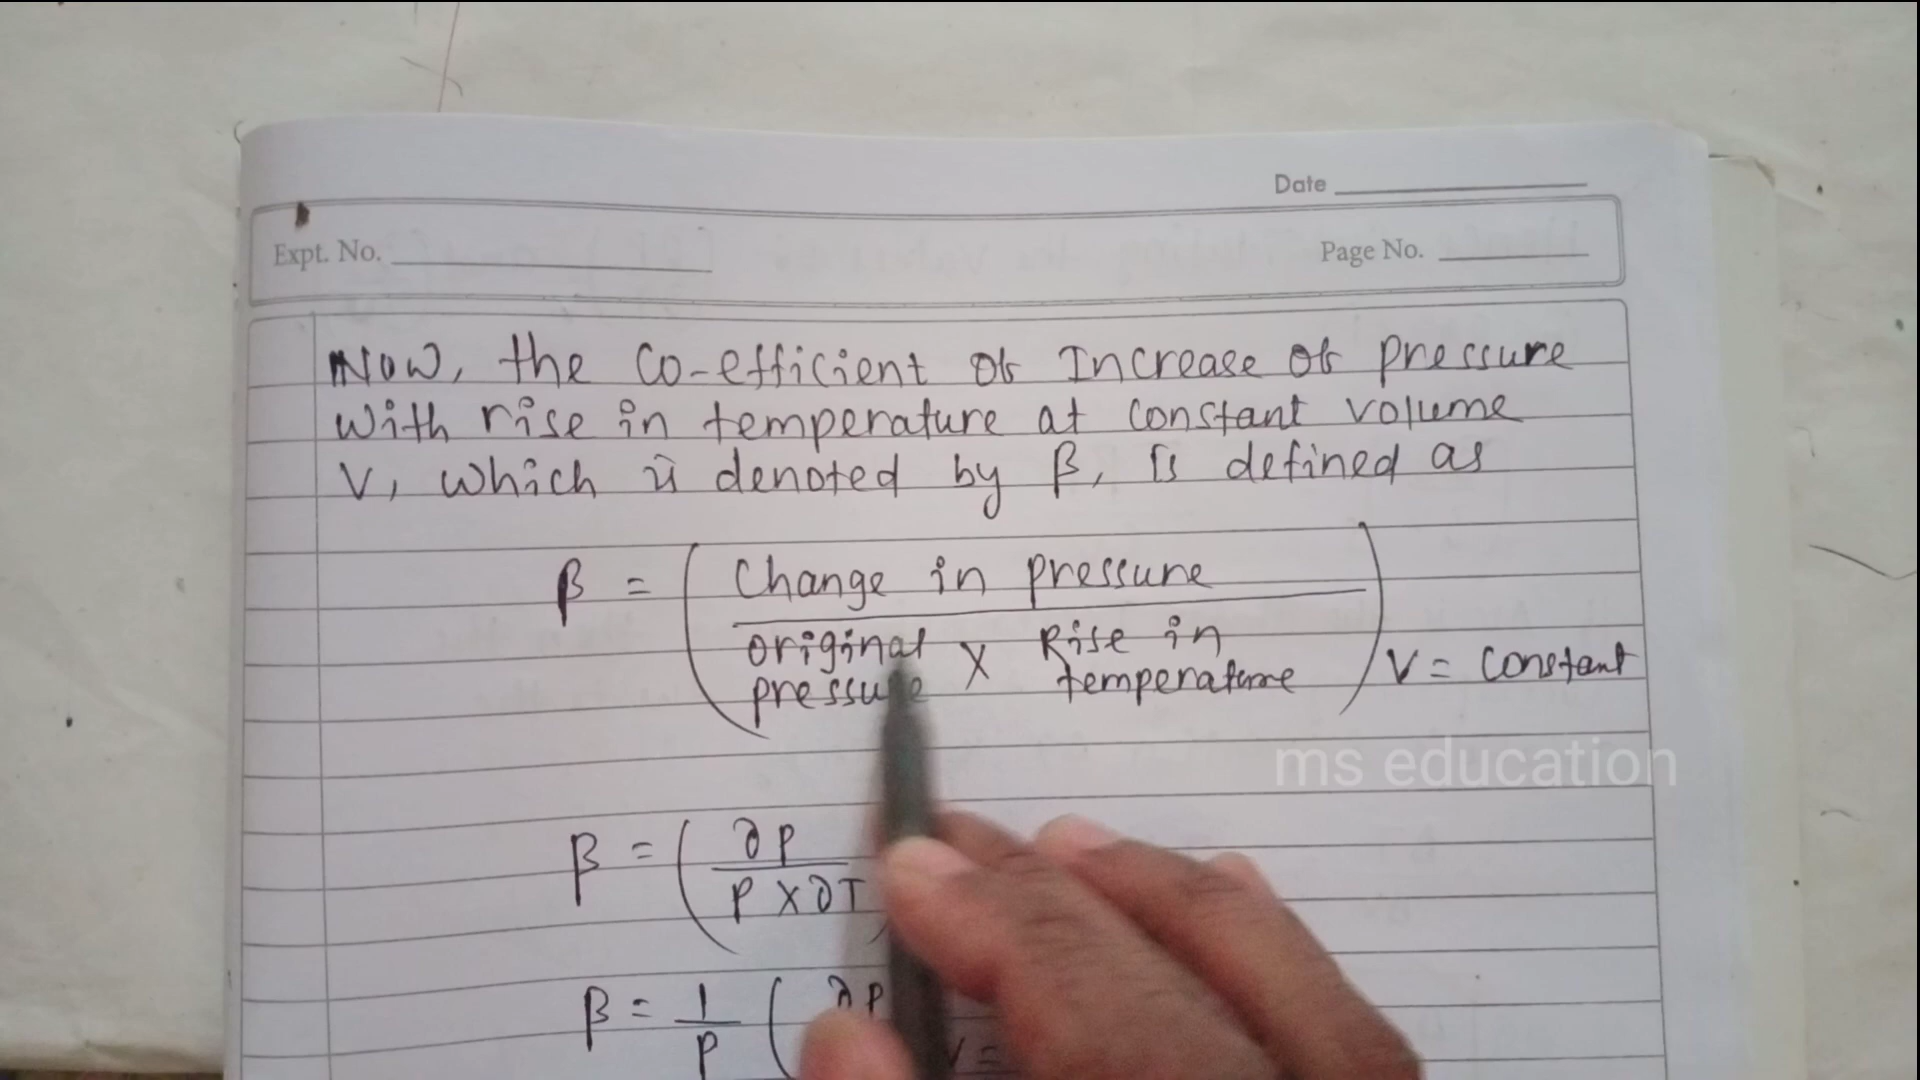 Date
Expt. No.
Page No.
Now, the co-efficient of Increase of pressure
with rise in temperature at constant volume
V, which is denoted by β, is defined as
β = ( Change in pressure
original pressure × Rise in temperature ) V = constant
ms education
β = ( ∂P
P × ∂T
β = 1/P ( ∂P
V =